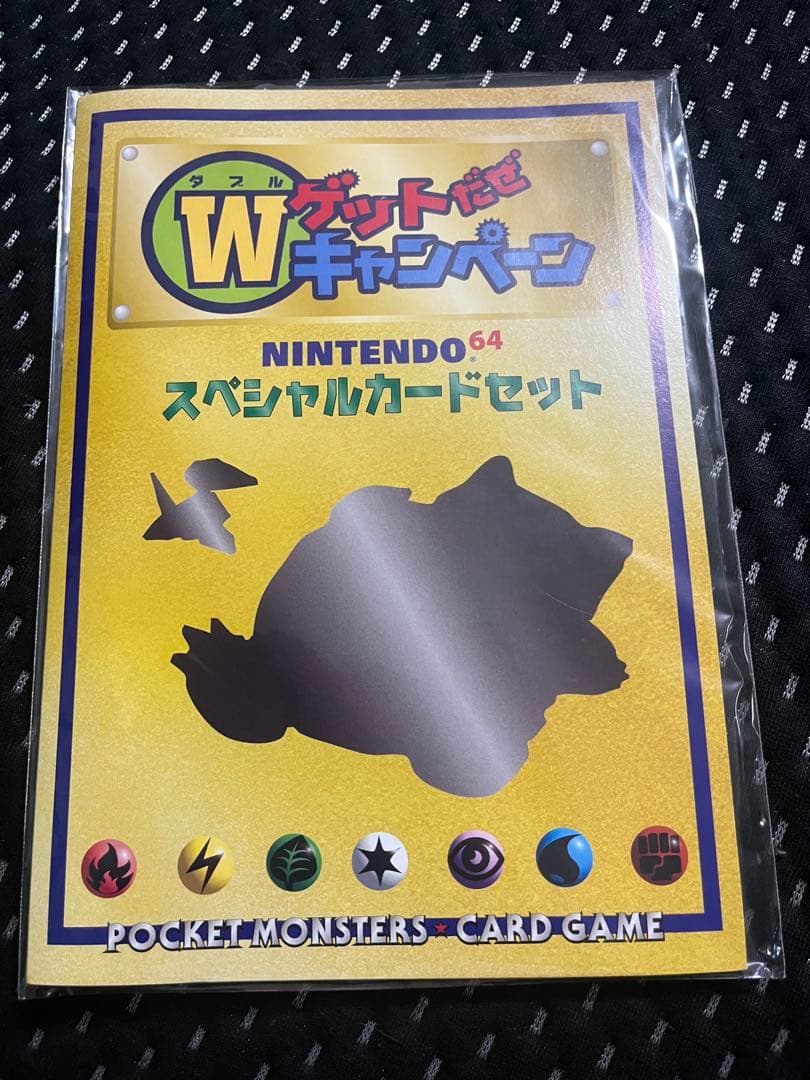 ダブル
Wゲットだぜ
キャンペーン
NINTENDO64®
スペシャルカードセット
POCKET MONSTERS★CARD GAME